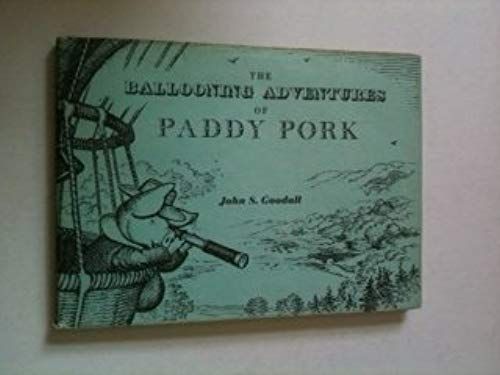 THE
BALLOONING ADVENTURES
OF
PADDY PORK
John S. Goodall